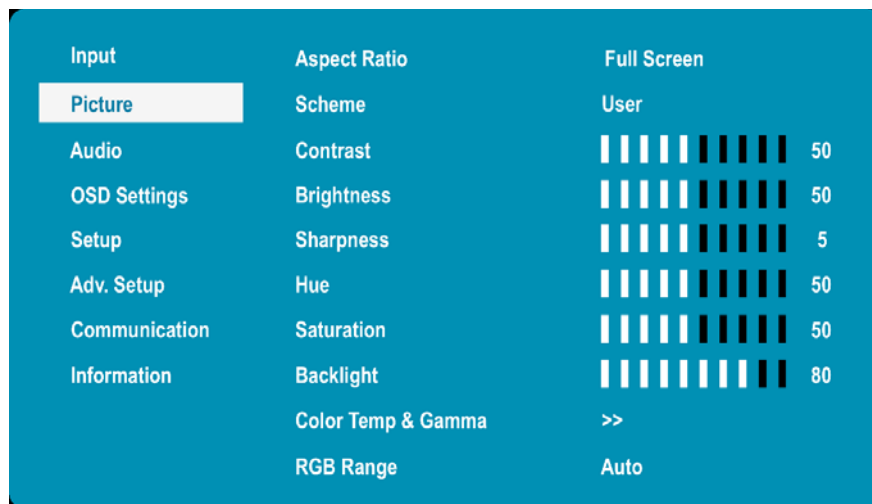 Input
Picture
Audio
OSD Settings
Setup
Adv. Setup
Communication
Information
Aspect Ratio Full Screen
Scheme User
Contrast 50
Brightness 50
Sharpness 5
Hue 50
Saturation 50
Backlight 80
Color Temp & Gamma >>
RGB Range Auto